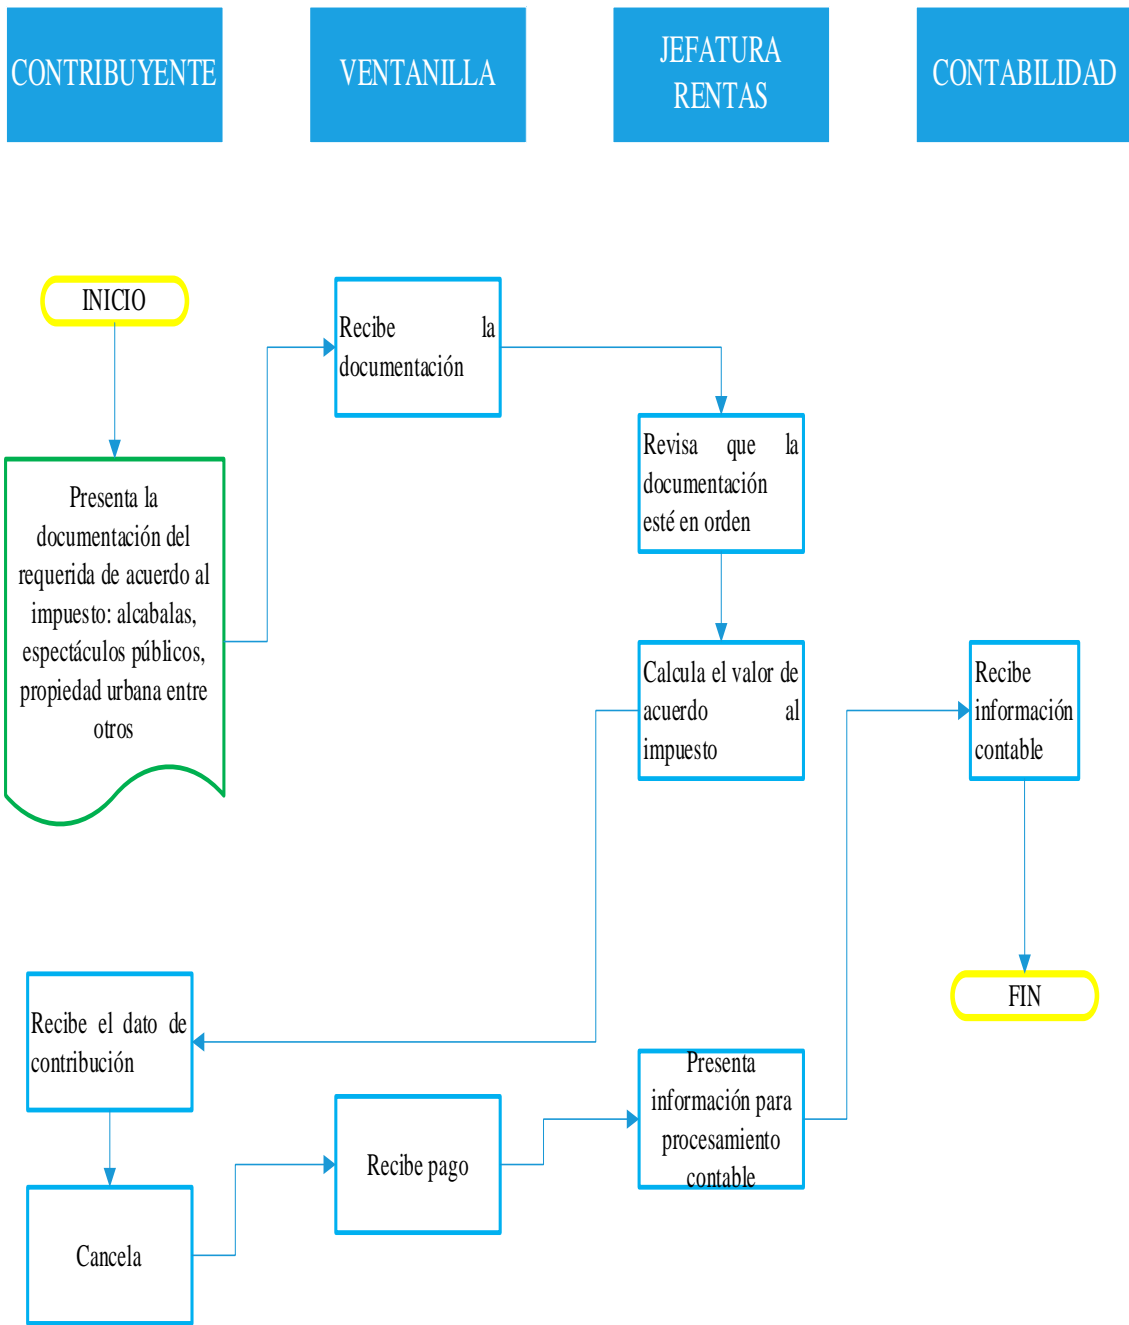 CONTRIBUYENTE
VENTANILLA
JEFATURA
RENTAS
CONTABILIDAD
INICIO
Presenta la
documentación del
requerida de acuerdo al
impuesto: alcabalas,
espectáculos públicos,
propiedad urbana entre
otros
Recibe la
documentación
Revisa que la
documentación
esté en orden
Calcula el valor de
acuerdo al
impuesto
Recibe el dato de
contribución
Cancela
Recibe pago
Presenta
información para
procesamiento
contable
Recibe
información
contable
FIN